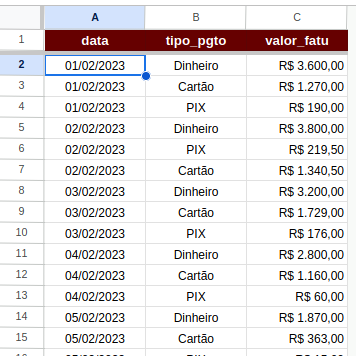 A B C
1 data tipo_pgto valor_fatu
2 01/02/2023 Dinheiro R$ 3.600,00
3 01/02/2023 Cartão R$ 1.270,00
4 01/02/2023 PIX R$ 190,00
5 02/02/2023 Dinheiro R$ 3.800,00
6 02/02/2023 PIX R$ 219,50
7 02/02/2023 Cartão R$ 1.340,50
8 03/02/2023 Dinheiro R$ 3.200,00
9 03/02/2023 Cartão R$ 1.729,00
10 03/02/2023 PIX R$ 176,00
11 04/02/2023 Dinheiro R$ 2.800,00
12 04/02/2023 Cartão R$ 1.160,00
13 04/02/2023 PIX R$ 60,00
14 05/02/2023 Dinheiro R$ 1.870,00
15 05/02/2023 Cartão R$ 363,00